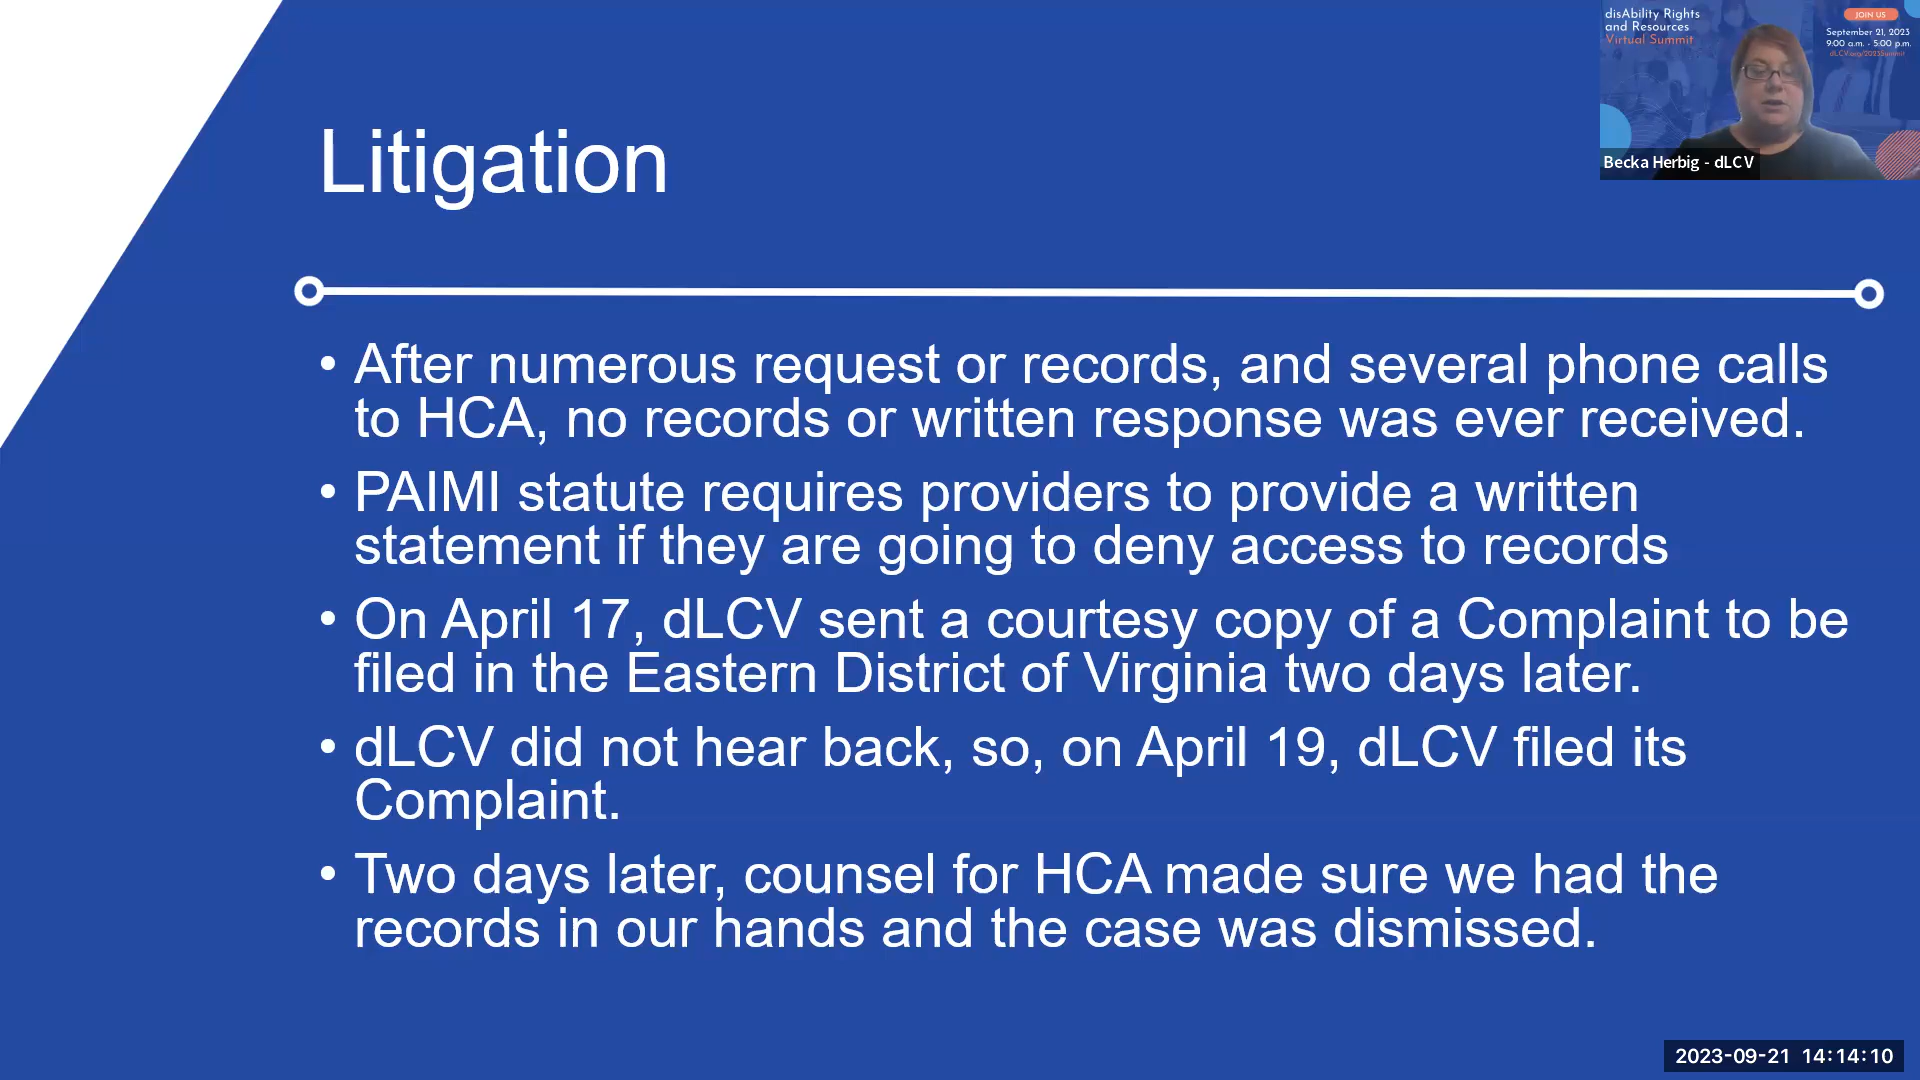 Litigation
• After numerous request or records, and several phone calls
to HCA, no records or written response was ever received.
• PAIMI statute requires providers to provide a written
statement if they are going to deny access to records
• On April 17, dLCV sent a courtesy copy of a Complaint to be
filed in the Eastern District of Virginia two days later.
• dLCV did not hear back, so, on April 19, dLCV filed its
Complaint.
• Two days later, counsel for HCA made sure we had the
records in our hands and the case was dismissed.
disAbility Rights
and Resources
Virtual Summit
JOIN US
September 21, 2023
9:00 a.m. - 5:00 p.m.
dLCV.org/2023Summit
Becka Herbig - dLCV
2023-09-21 14:14:10